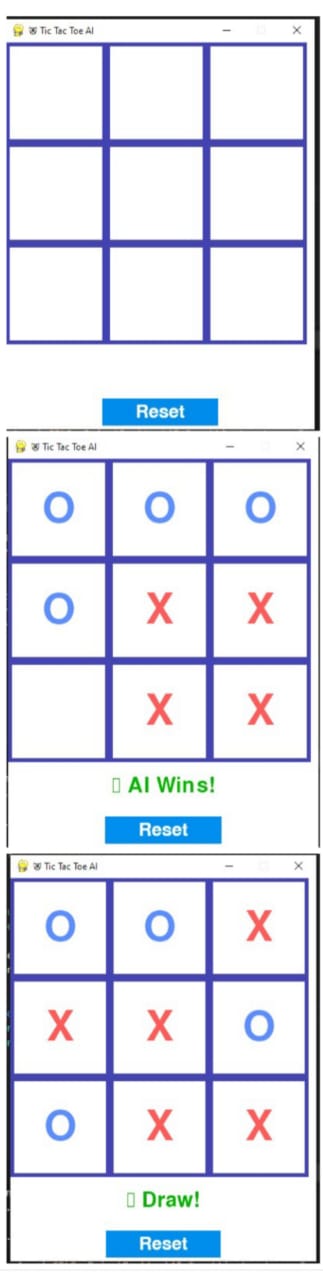 Tic Tac Toe AI
Reset
Tic Tac Toe AI
O O O
O X X
X X
AI Wins!
Reset
Tic Tac Toe AI
O O X
X X O
O X X
Draw!
Reset